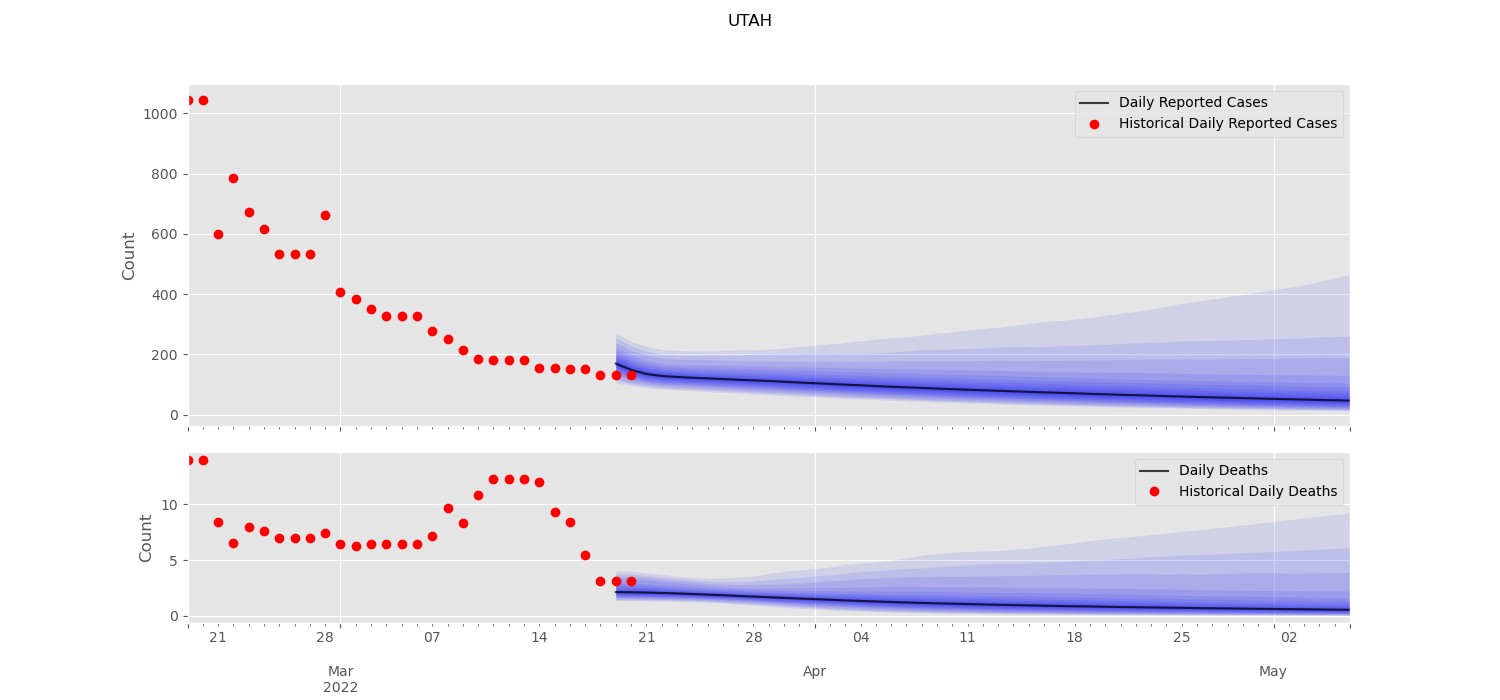 UTAH
1000
800
600
400
200
0
Count
Daily Reported Cases
Historical Daily Reported Cases
10
5
0
Count
Daily Deaths
Historical Daily Deaths
21 28 07 14 21 28 04 11 18 25 02
Mar Apr May
2022